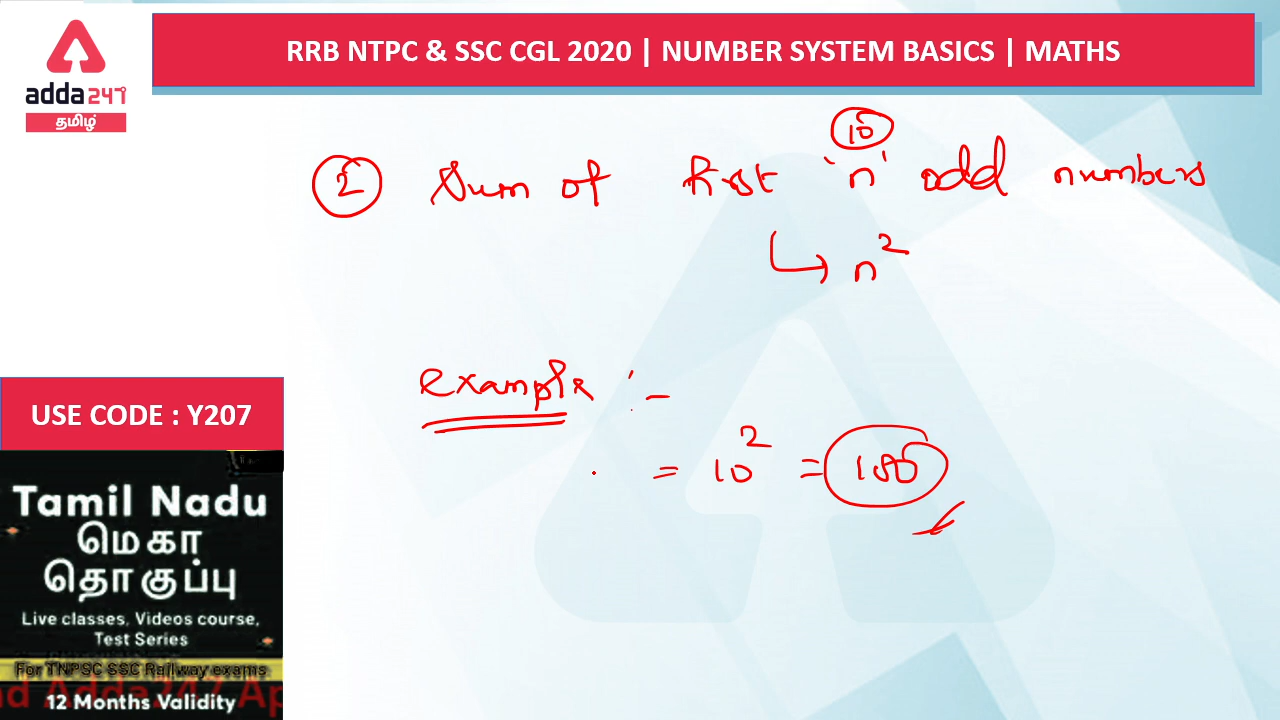 RRB NTPC & SSC CGL 2020 | NUMBER SYSTEM BASICS | MATHS
adda247
தமிழ்
10
2 Sum of first 'n' odd numbers
n²
example :-
= 10² = 100
USE CODE : Y207
Tamil Nadu
மெகா
தொகுப்பு
Live classes, Videos course,
Test Series
For TNPSC SSC Railway exams
Adda247 Ap
12 Months Validity